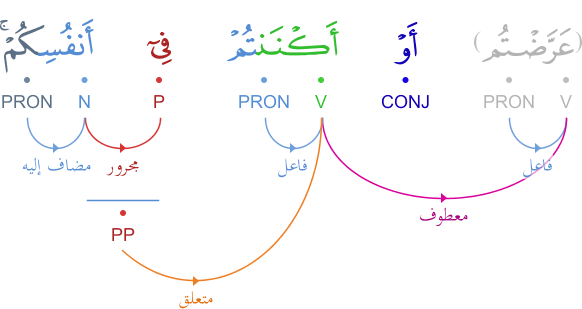 (عَرَّضْتُم) أَوْ أَكْنَنتُمْ فِىٓ أَنفُسِكُمْ ۚ
V PRON CONJ V PRON P N PRON
فاعل فاعل مجرور مضاف إليه
معطوف
PP
متعلق